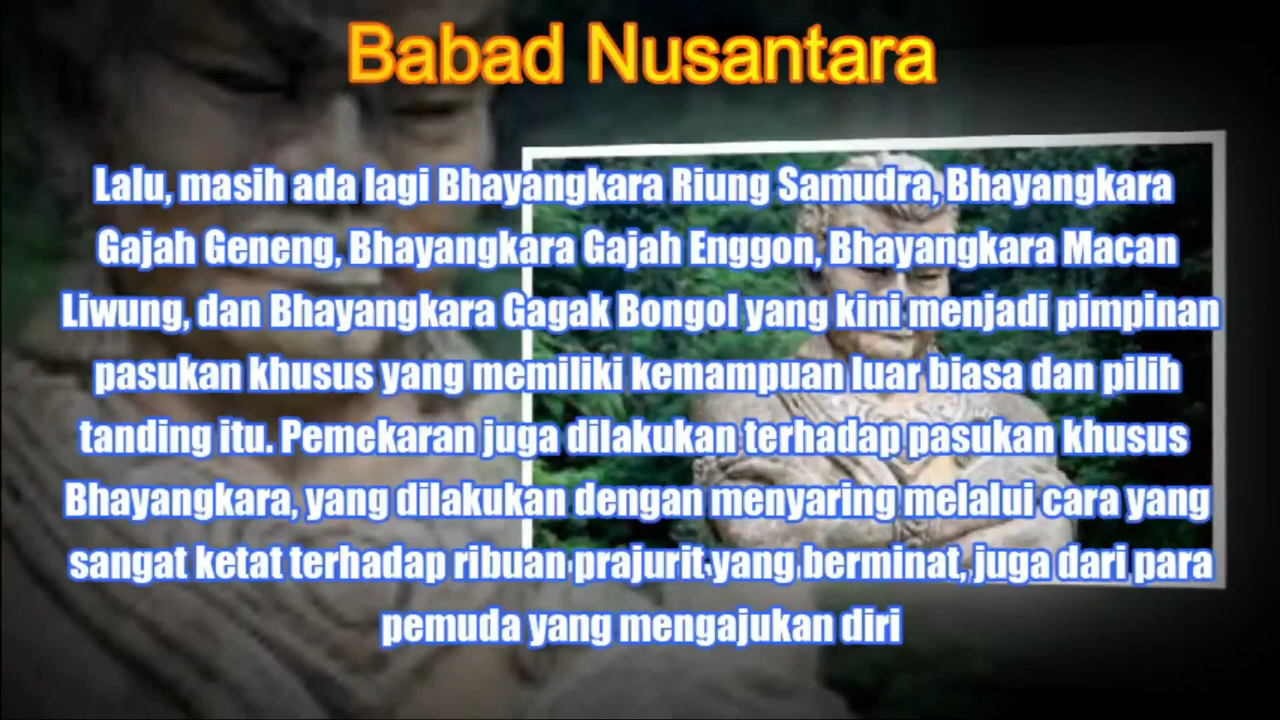 Babad Nusantara
Lalu, masih ada lagi Bhayangkara Riung Samudra, Bhayangkara
Gajah Geneng, Bhayangkara Gajah Enggon, Bhayangkara Macan
Liwung, dan Bhayangkara Gagak Bongol yang kini menjadi pimpinan
pasukan khusus yang memiliki kemampuan luar biasa dan pilih
tanding itu. Pemekaran juga dilakukan terhadap pasukan khusus
Bhayangkara, yang dilakukan dengan menyaring melalui cara yang
sangat ketat terhadap ribuan prajurit yang berminat, juga dari para
pemuda yang mengajukan diri